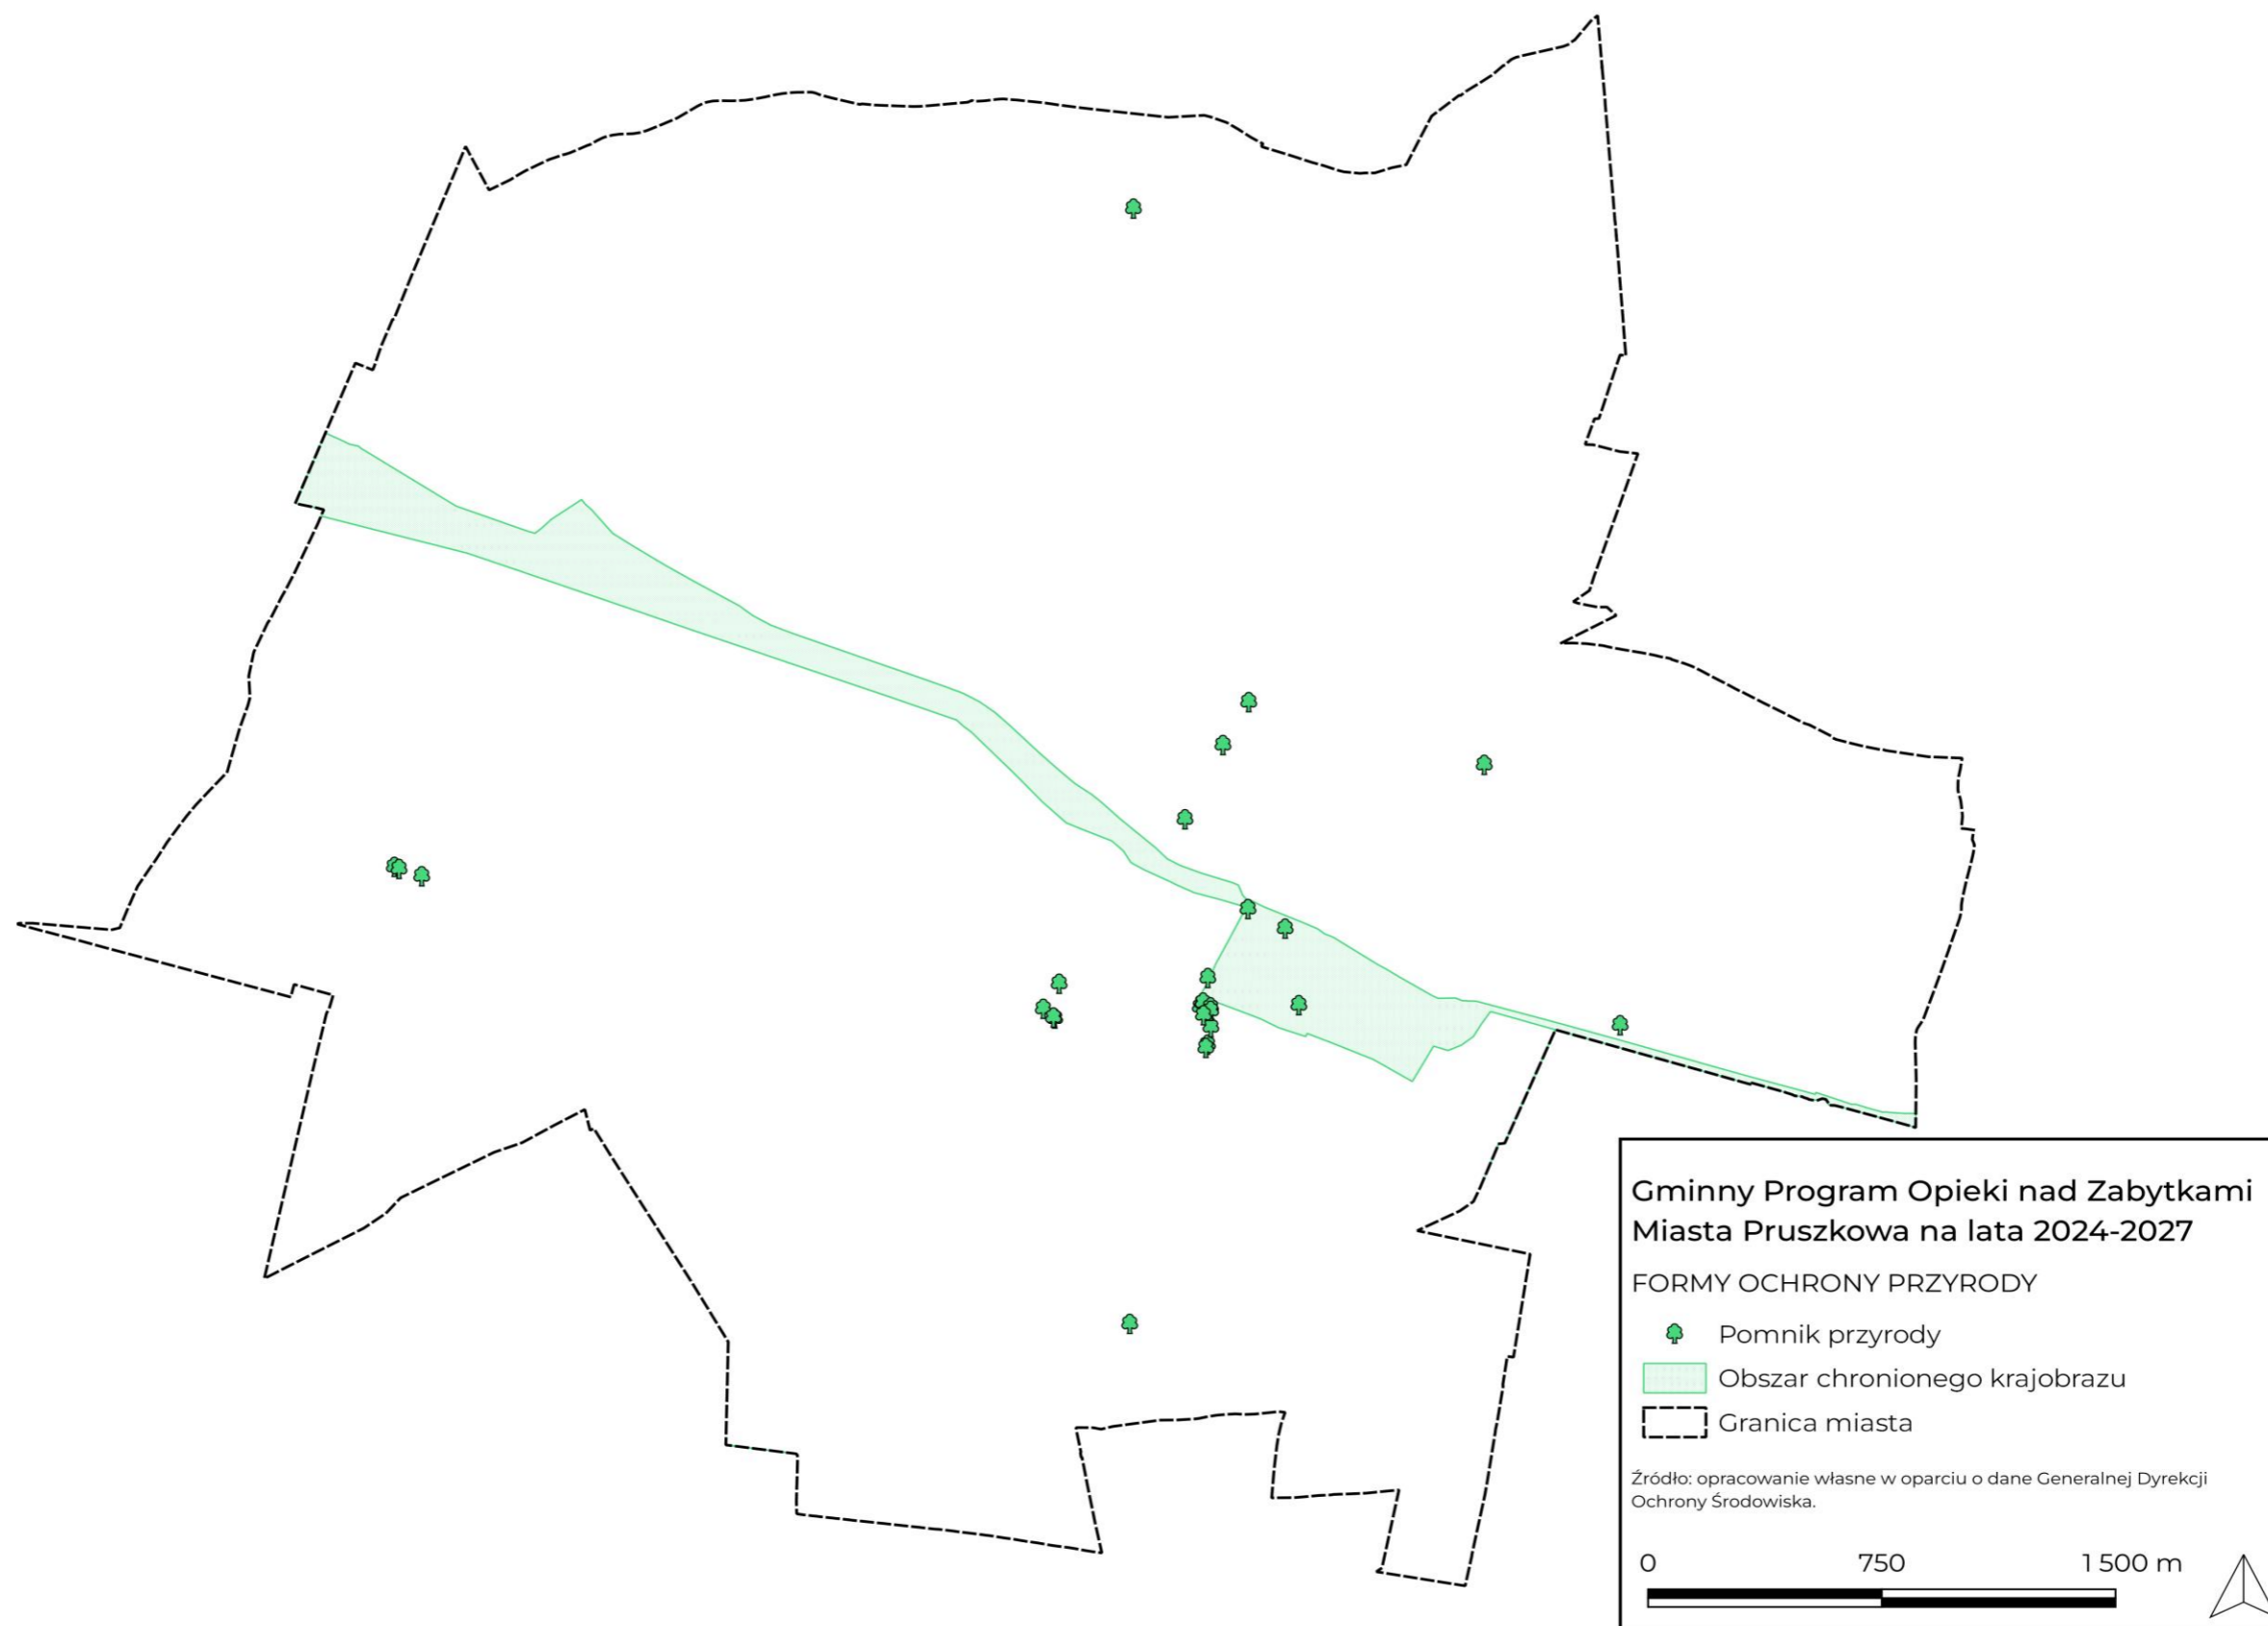 Gminny Program Opieki nad Zabytkami
Miasta Pruszkowa na lata 2024-2027
FORMY OCHRONY PRZYRODY
Pomnik przyrody
Obszar chronionego krajobrazu
Granica miasta
Źródło: opracowanie własne w oparciu o dane Generalnej Dyrekcji
Ochrony Środowiska.
0 750 1 500 m